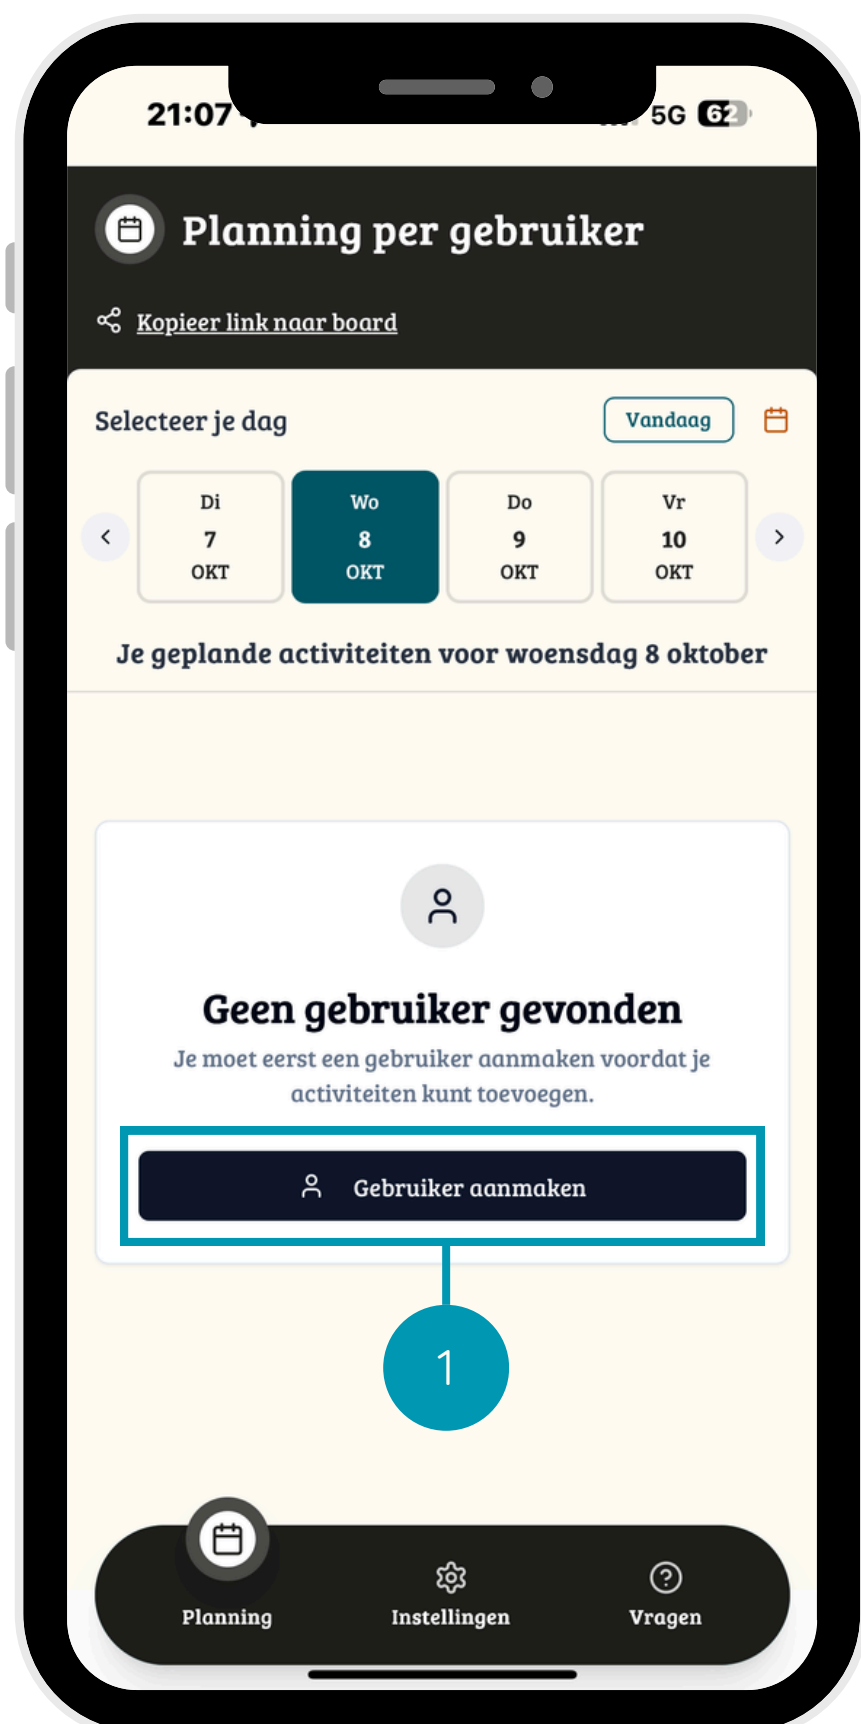 21:07 5G 62
Planning per gebruiker
Kopieer link naar board
Selecteer je dag Vandaag
Di Wo Do Vr
7 8 9 10
OKT OKT OKT OKT
Je geplande activiteiten voor woensdag 8 oktober
Geen gebruiker gevonden
Je moet eerst een gebruiker aanmaken voordat je
activiteiten kunt toevoegen.
Gebruiker aanmaken
1
Planning Instellingen Vragen